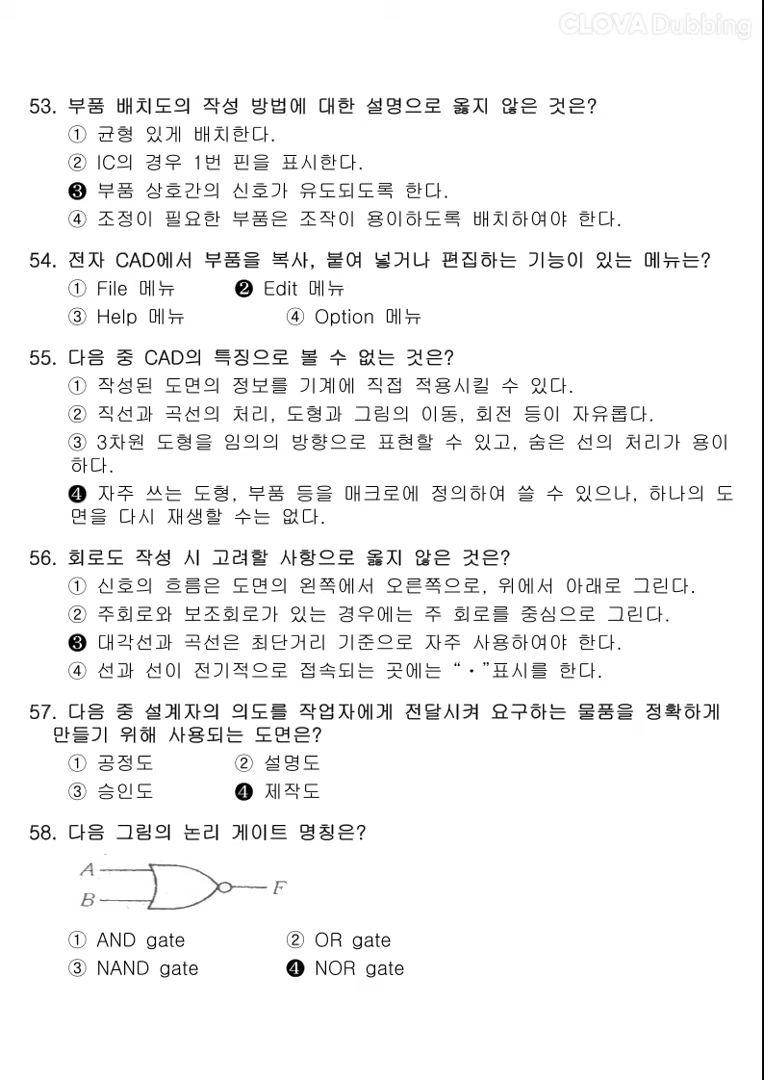 CLOVA Dubbing
53. 부품 배치도의 작성 방법에 대한 설명으로 옳지 않은 것은?
① 균형 있게 배치한다.
② IC의 경우 1번 핀을 표시한다.
❸ 부품 상호간의 신호가 유도되도록 한다.
④ 조정이 필요한 부품은 조작이 용이하도록 배치하여야 한다.
54. 전자 CAD에서 부품을 복사, 붙여 넣거나 편집하는 기능이 있는 메뉴는?
① File 메뉴 ❷ Edit 메뉴
③ Help 메뉴 ④ Option 메뉴
55. 다음 중 CAD의 특징으로 볼 수 없는 것은?
① 작성된 도면의 정보를 기계에 직접 적용시킬 수 있다.
② 직선과 곡선의 처리, 도형과 그림의 이동, 회전 등이 자유롭다.
③ 3차원 도형을 임의의 방향으로 표현할 수 있고, 숨은 선의 처리가 용이
하다.
❹ 자주 쓰는 도형, 부품 등을 매크로에 정의하여 쓸 수 있으나, 하나의 도
면을 다시 재생할 수는 없다.
56. 회로도 작성 시 고려할 사항으로 옳지 않은 것은?
① 신호의 흐름은 도면의 왼쪽에서 오른쪽으로, 위에서 아래로 그린다.
② 주회로와 보조회로가 있는 경우에는 주 회로를 중심으로 그린다.
❸ 대각선과 곡선은 최단거리 기준으로 자주 사용하여야 한다.
④ 선과 선이 전기적으로 접속되는 곳에는 “·”표시를 한다.
57. 다음 중 설계자의 의도를 작업자에게 전달시켜 요구하는 물품을 정확하게
만들기 위해 사용되는 도면은?
① 공정도 ② 설명도
③ 승인도 ❹ 제작도
58. 다음 그림의 논리 게이트 명칭은?
A
F
B
① AND gate ② OR gate
③ NAND gate ❹ NOR gate